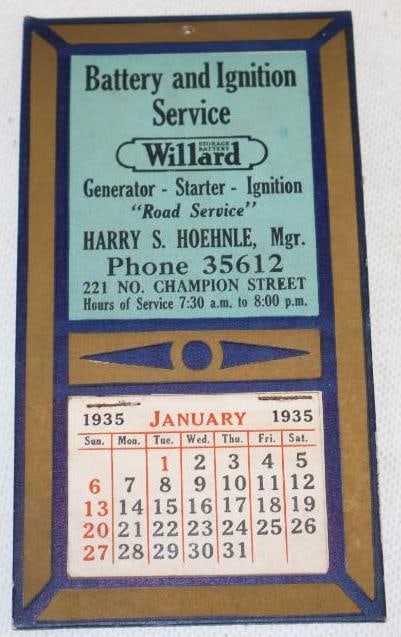 Battery and Ignition
Service
Willard STORAGE BATTERY
Generator - Starter - Ignition
"Road Service"
HARRY S. HOEHNLE, Mgr.
Phone 35612
221 NO. CHAMPION STREET
Hours of Service 7:30 a.m. to 8:00 p.m.
1935 JANUARY 1935
Sun. Mon. Tue. Wed. Thu. Fri. Sat.
1 2 3 4 5
6 7 8 9 10 11 12
13 14 15 16 17 18 19
20 21 22 23 24 25 26
27 28 29 30 31